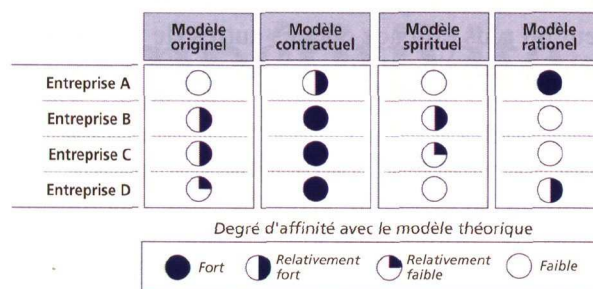 Modèle originel
Modèle contractuel
Modèle spirituel
Modèle rationel
Entreprise A
Entreprise B
Entreprise C
Entreprise D
Degré d'affinité avec le modèle théorique
Fort
Relativement fort
Relativement faible
Faible